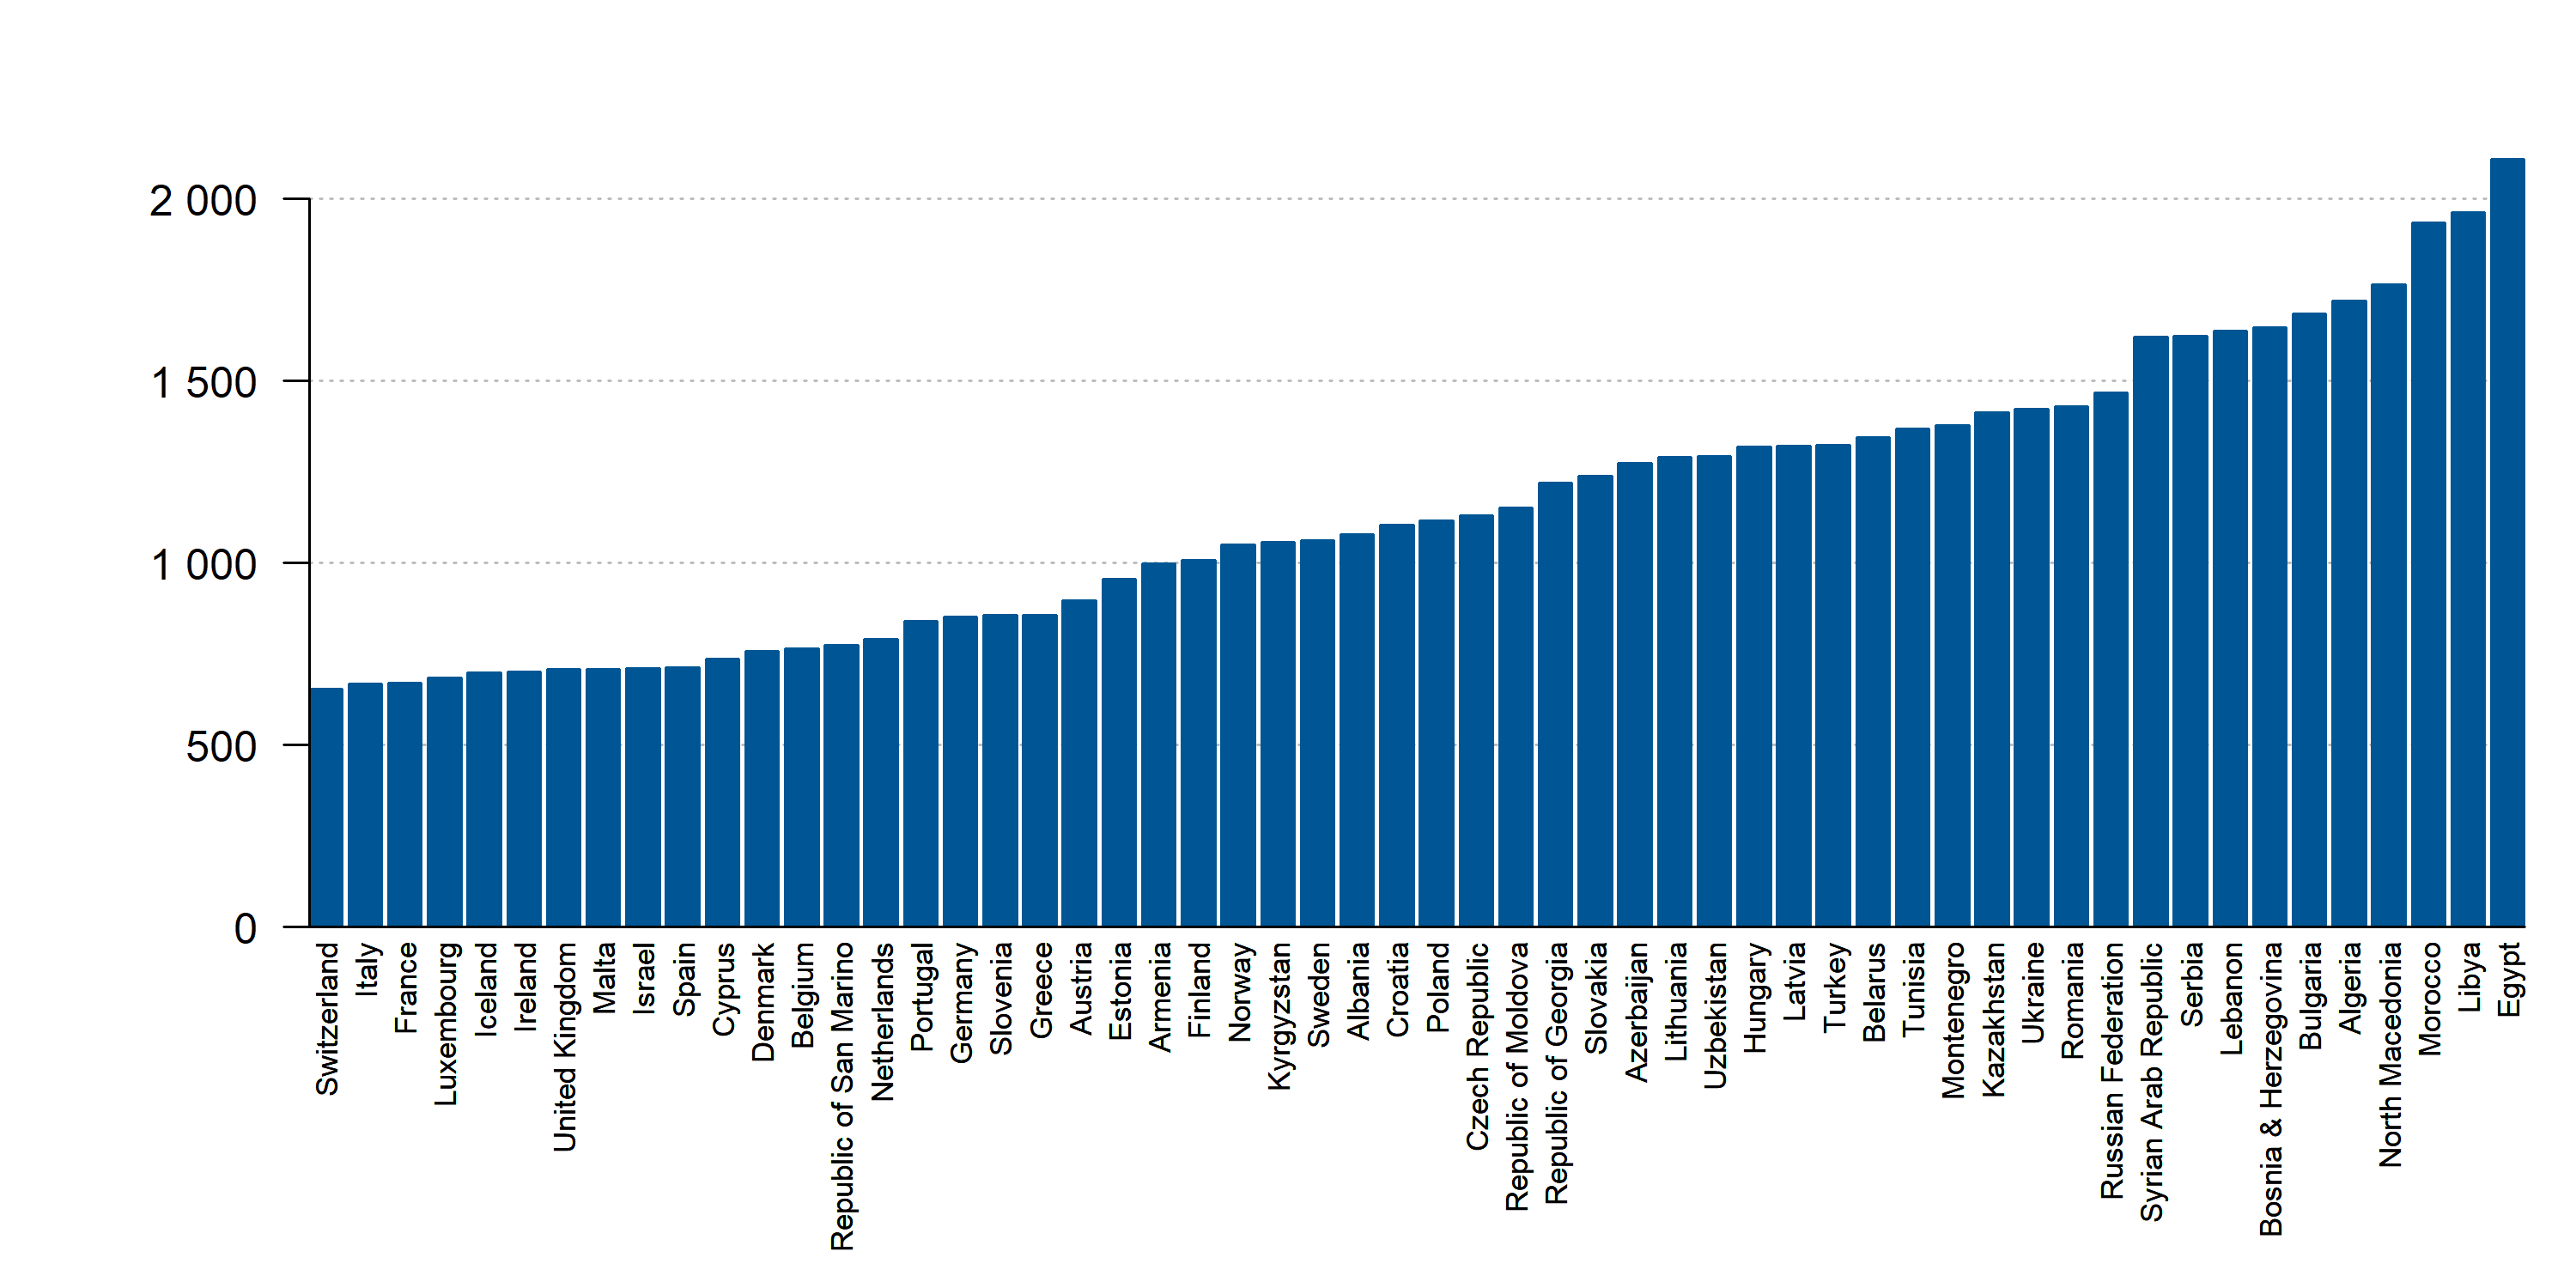 2 000
1 500
1 000
500
0
Switzerland
Italy
France
Luxembourg
Iceland
Ireland
United Kingdom
Malta
Israel
Spain
Cyprus
Denmark
Belgium
Republic of San Marino
Netherlands
Portugal
Germany
Slovenia
Greece
Austria
Estonia
Armenia
Finland
Norway
Kyrgyzstan
Sweden
Albania
Croatia
Poland
Czech Republic
Republic of Moldova
Republic of Georgia
Slovakia
Azerbaijan
Lithuania
Uzbekistan
Hungary
Latvia
Turkey
Belarus
Tunisia
Montenegro
Kazakhstan
Ukraine
Romania
Russian Federation
Syrian Arab Republic
Serbia
Lebanon
Bosnia & Herzegovina
Bulgaria
Algeria
North Macedonia
Morocco
Libya
Egypt